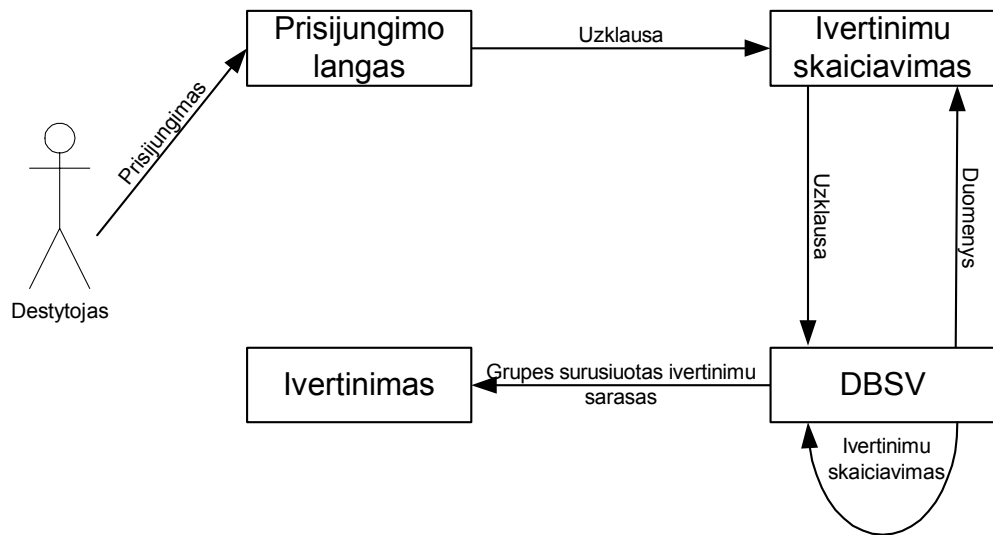 Prisijungimo
langas
Uzklausa
Ivertinimu
skaiciavimas
Prisijungimas
Destytojas
Uzklausa
Duomenys
Ivertinimas
Grupes surusiuotas ivertinimu
sarasas
DBSV
Ivertinimu
skaiciavimas